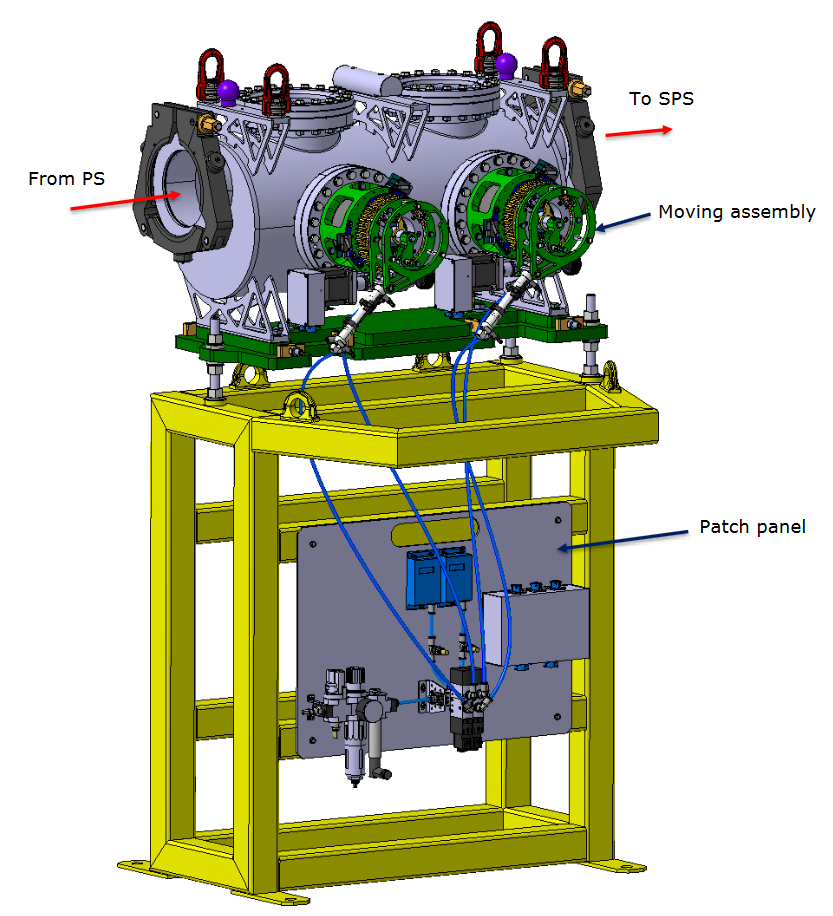 To SPS
From PS
Moving assembly
Patch panel